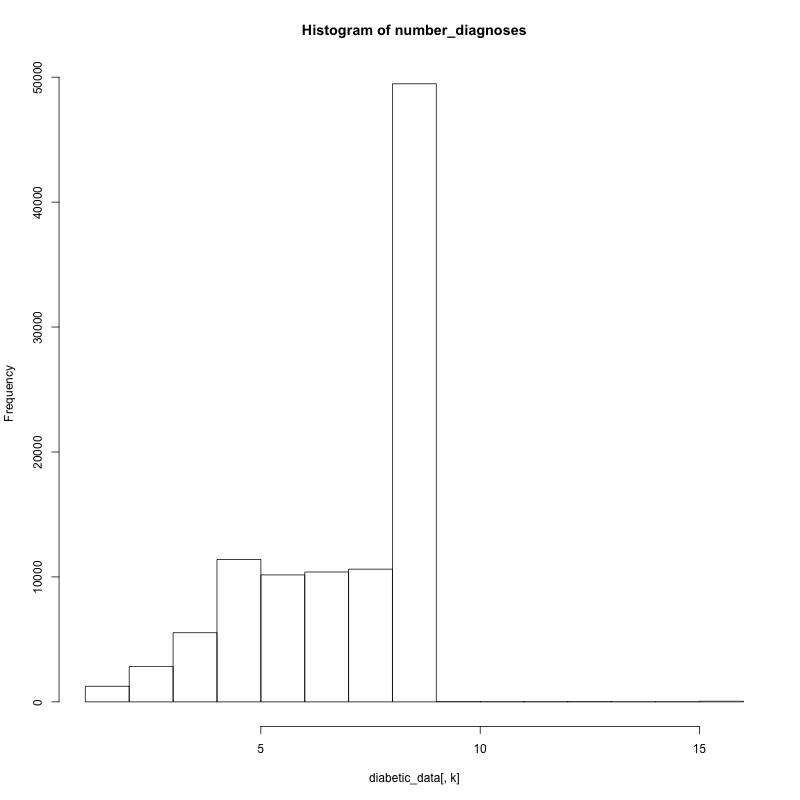 Histogram of number_diagnoses
50000
40000
30000
20000
10000
0
Frequency
5 10 15
diabetic_data[, k]